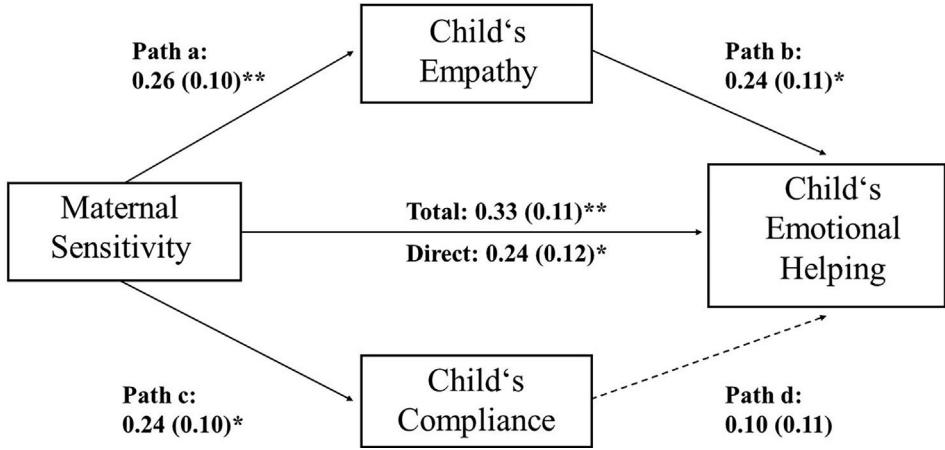 Path a:
0.26 (0.10)**
Child‘s
Empathy
Path b:
0.24 (0.11)*
Maternal
Sensitivity
Total: 0.33 (0.11)**
Direct: 0.24 (0.12)*
Child‘s
Emotional
Helping
Path c:
0.24 (0.10)*
Child‘s
Compliance
Path d:
0.10 (0.11)